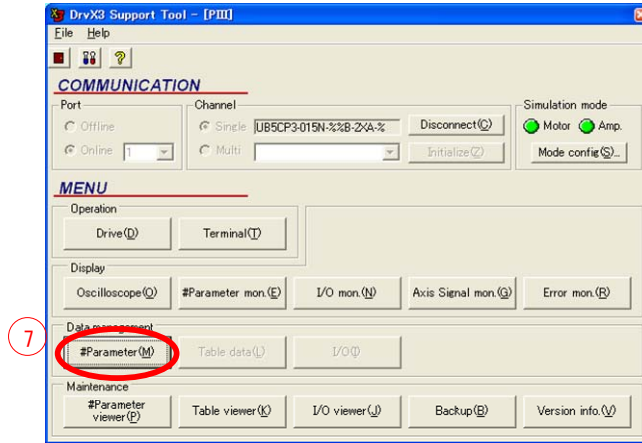 DrvX3 Support Tool - [PIII]
File Help
COMMUNICATION
Port
Channel
Simulation mode
Offline
Single UB5CP3-015N-%%B-2XA-% Disconnect(C)
Motor Amp.
Online 1
Multi Initialize(Z)
Mode config(S)...
MENU
Operation
Drive(D) Terminal(T)
Display
Oscilloscope(O) #Parameter mon.(E) I/O mon.(N) Axis Signal mon.(G) Error mon.(R)
7
Data management
#Parameter(M) Table data(L) I/O(I)
Maintenance
#Parameter
viewer(P) Table viewer(K) I/O viewer(J) Backup(B) Version info.(V)